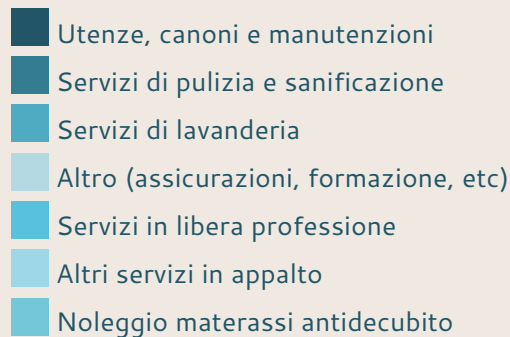 Utenze, canoni e manutenzioni
Servizi di pulizia e sanificazione
Servizi di lavanderia
Altro (assicurazioni, formazione, etc)
Servizi in libera professione
Altri servizi in appalto
Noleggio materassi antidecubito